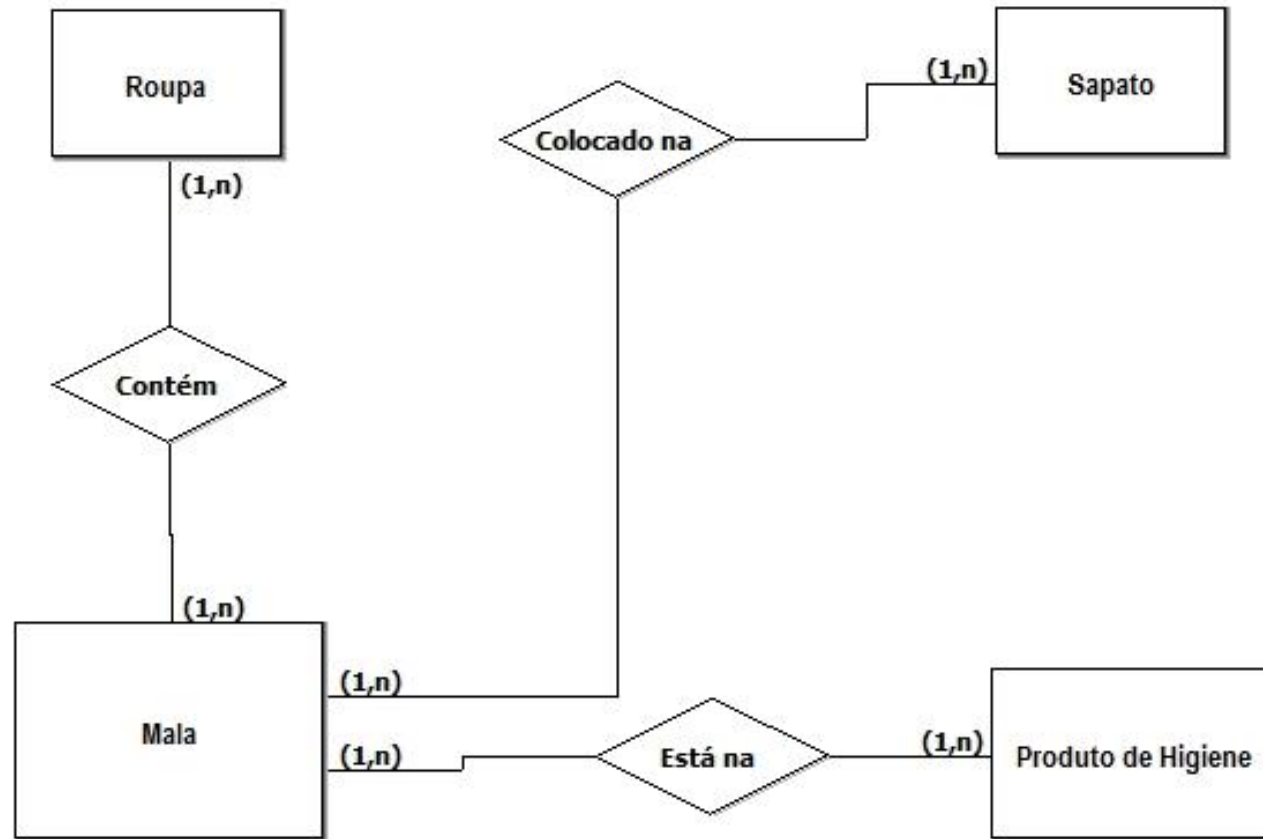 Roupa
(1,n)
Contém
(1,n)
Mala
(1,n)
Colocado na
(1,n)
Sapato
(1,n)
Está na
(1,n)
Produto de Higiene